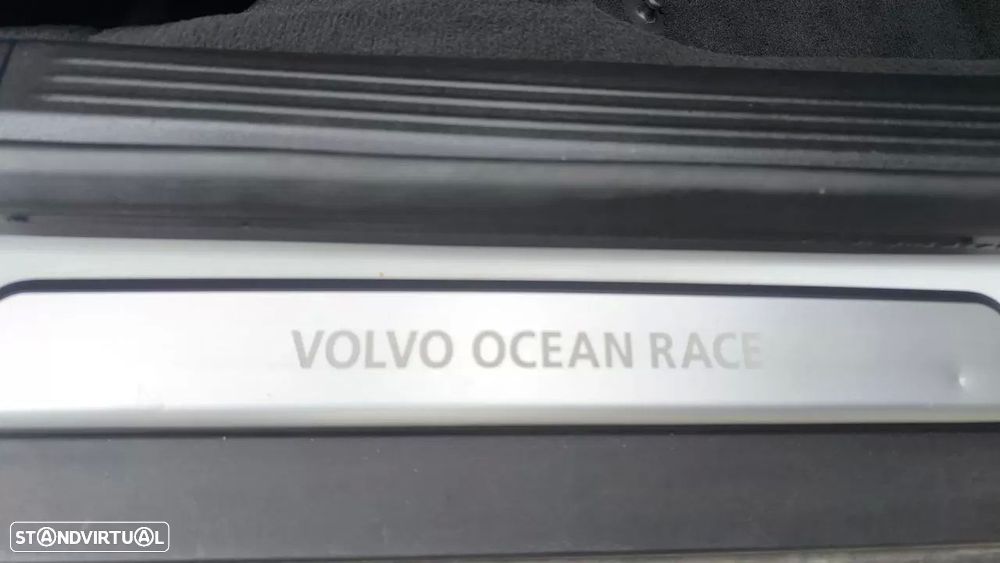 VOLVO OCEAN RACE
STANDVIRTUAL